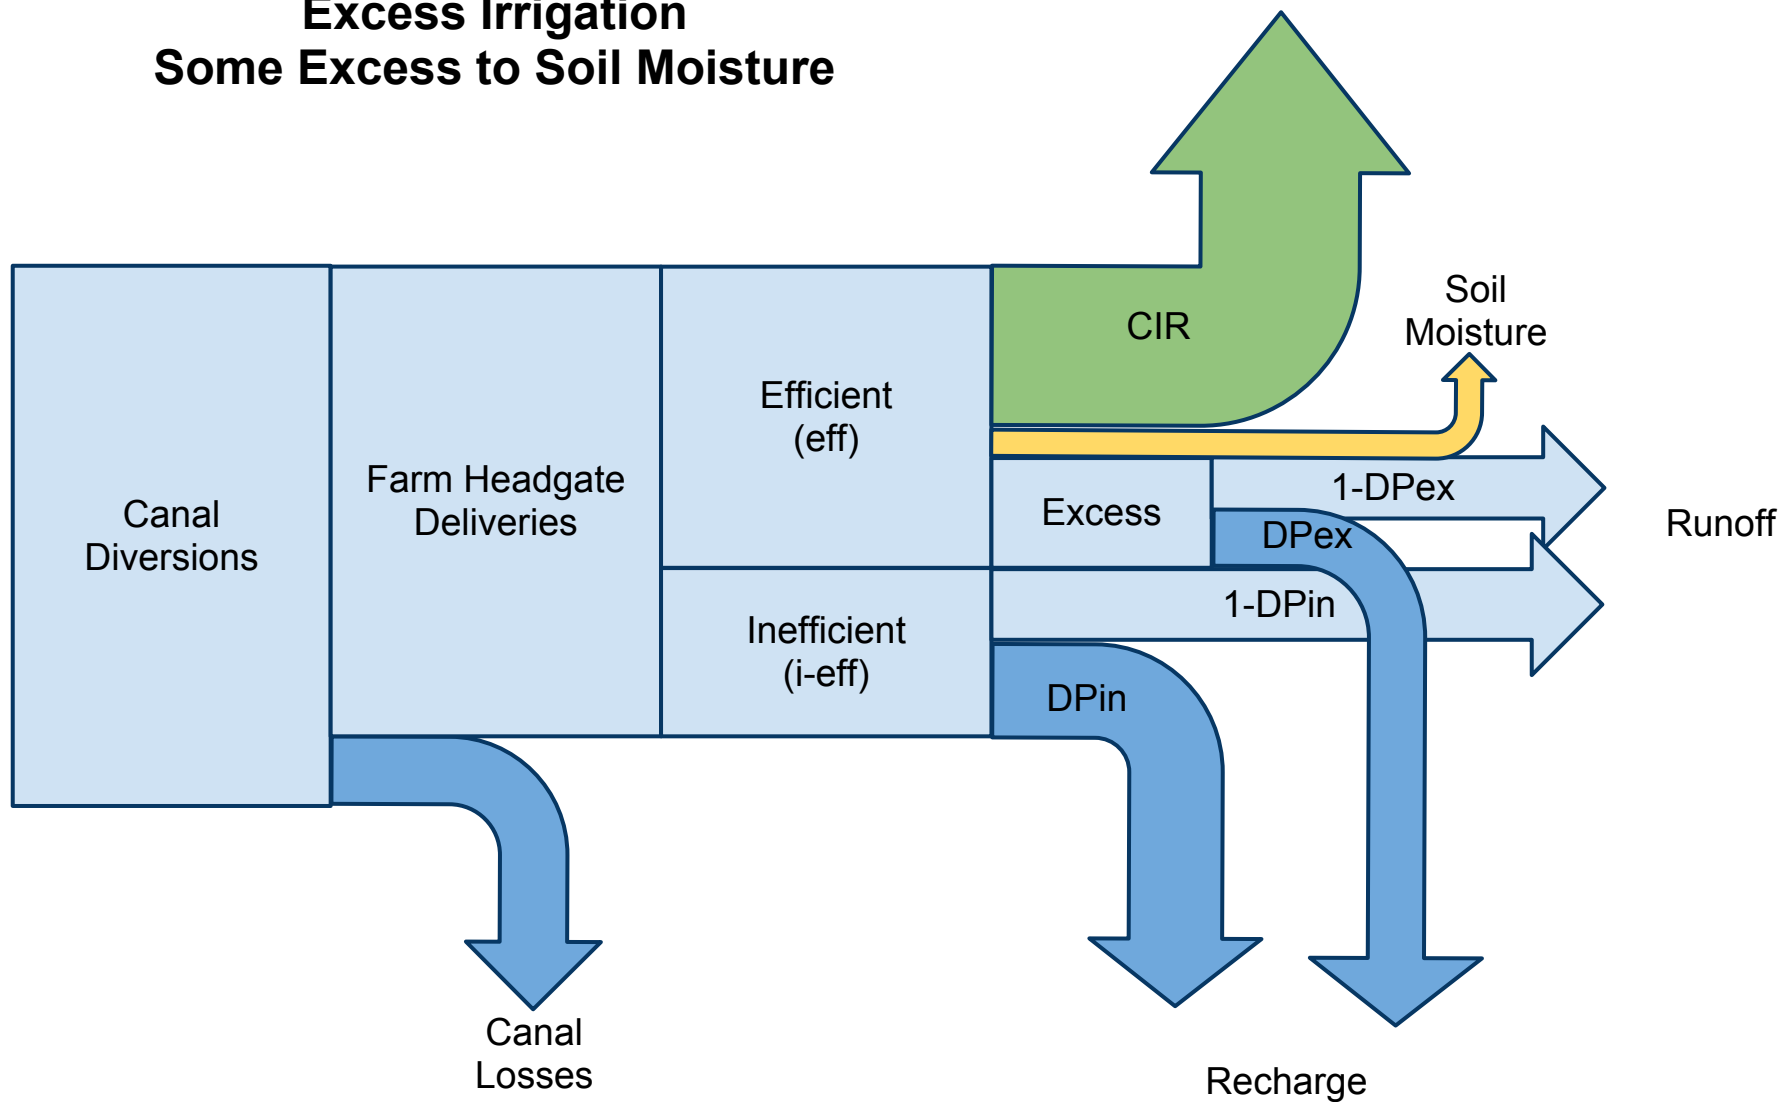 Excess Irrigation
Some Excess to Soil Moisture
CIR
Soil
Moisture
Efficient
(eff)
Farm Headgate
Deliveries
Canal
Diversions
Excess
1-DPex
DPex
Runoff
1-DPin
Inefficient
(i-eff)
DPin
Canal
Losses
Recharge